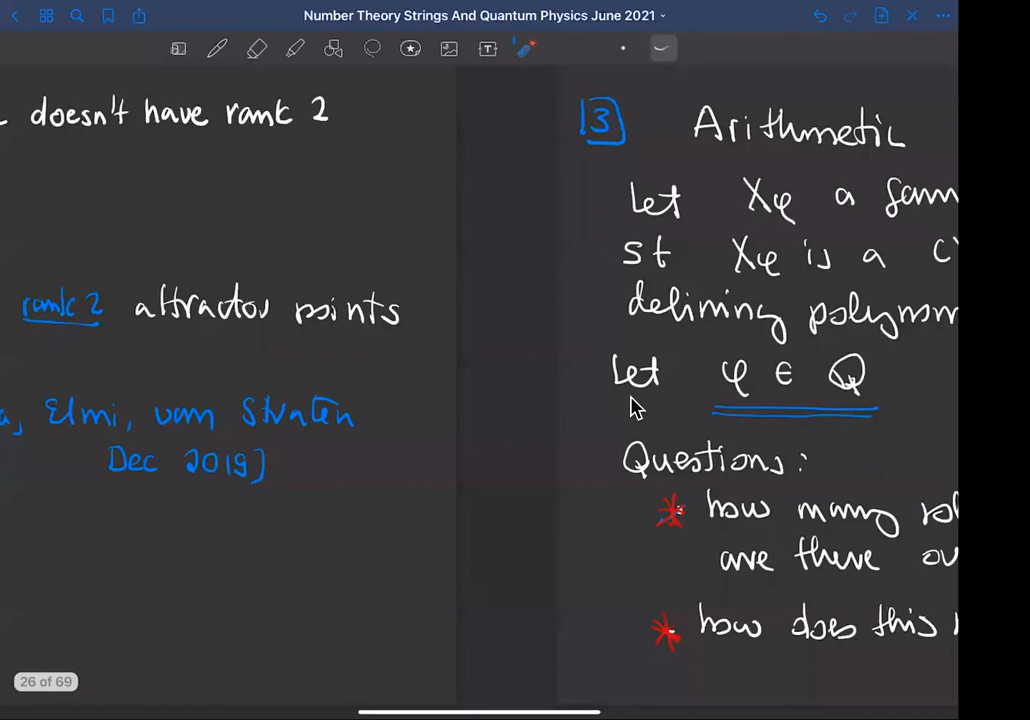 Number Theory Strings And Quantum Physics June 2021
doesn't have rank 2
rank 2 attractor points
Elmi, van Straten
Dec 2019]
3 Arithmetic
Let Xφ a fam
st Xφ is a C
defining polynom
Let φ ∈ Q
Questions:
* how many
are there ov
* how does this
26 of 69